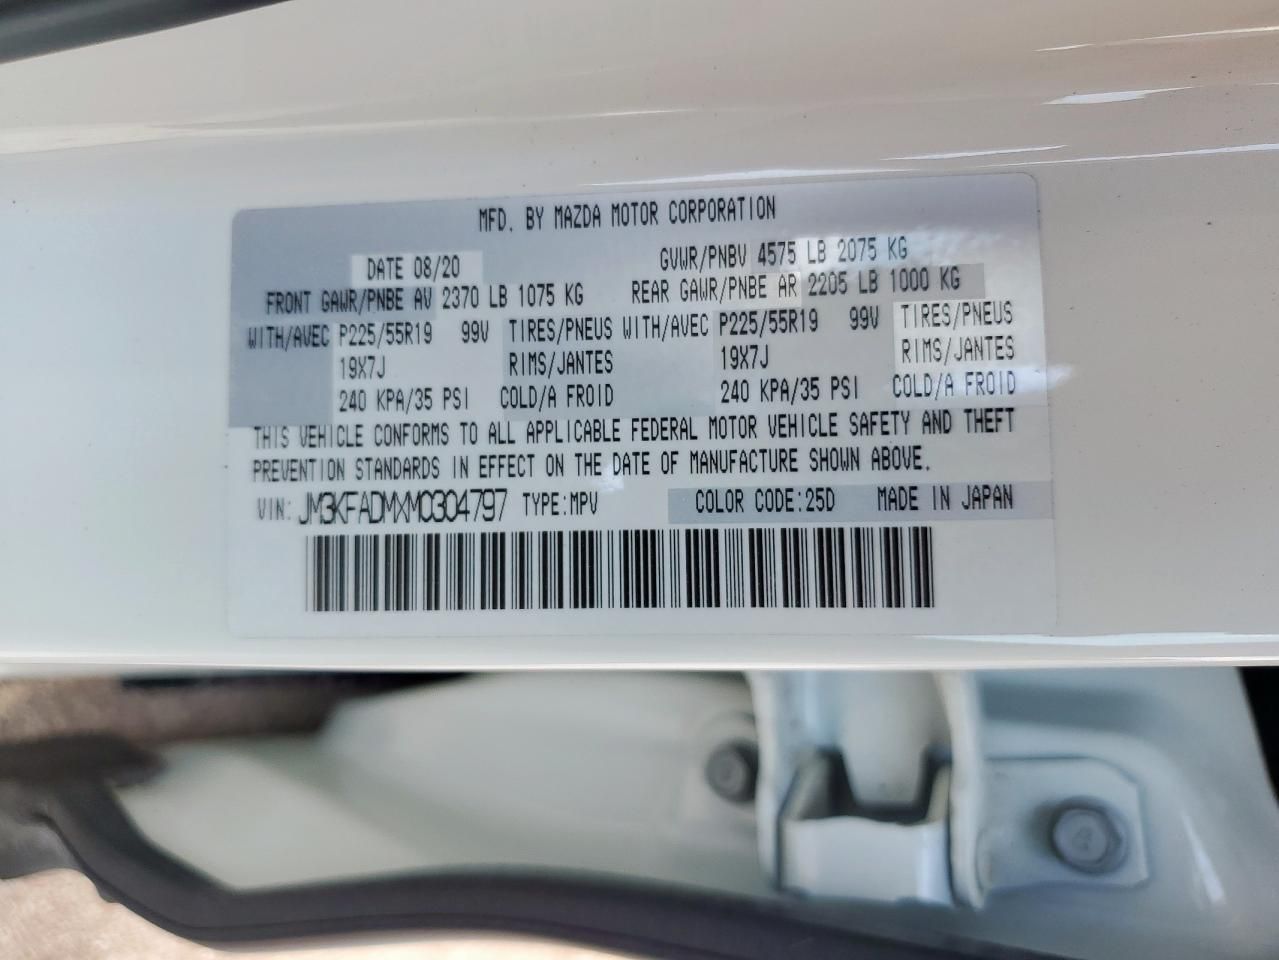 MFD. BY MAZDA MOTOR CORPORATION
DATE 08/20 GVWR/PNBV 4575 LB 2075 KG
FRONT GAWR/PNBE AV 2370 LB 1075 KG REAR GAWR/PNBE AR 2205 LB 1000 KG
WITH/AVEC P225/55R19 99V TIRES/PNEUS WITH/AVEC P225/55R19 99V TIRES/PNEUS
19X7J RIMS/JANTES 19X7J RIMS/JANTES
240 KPA/35 PSI COLD/A FROID 240 KPA/35 PSI COLD/A FROID
THIS VEHICLE CONFORMS TO ALL APPLICABLE FEDERAL MOTOR VEHICLE SAFETY AND THEFT
PREVENTION STANDARDS IN EFFECT ON THE DATE OF MANUFACTURE SHOWN ABOVE.
VIN: JM3KFADMXM0304797 TYPE:MPV COLOR CODE:25D MADE IN JAPAN